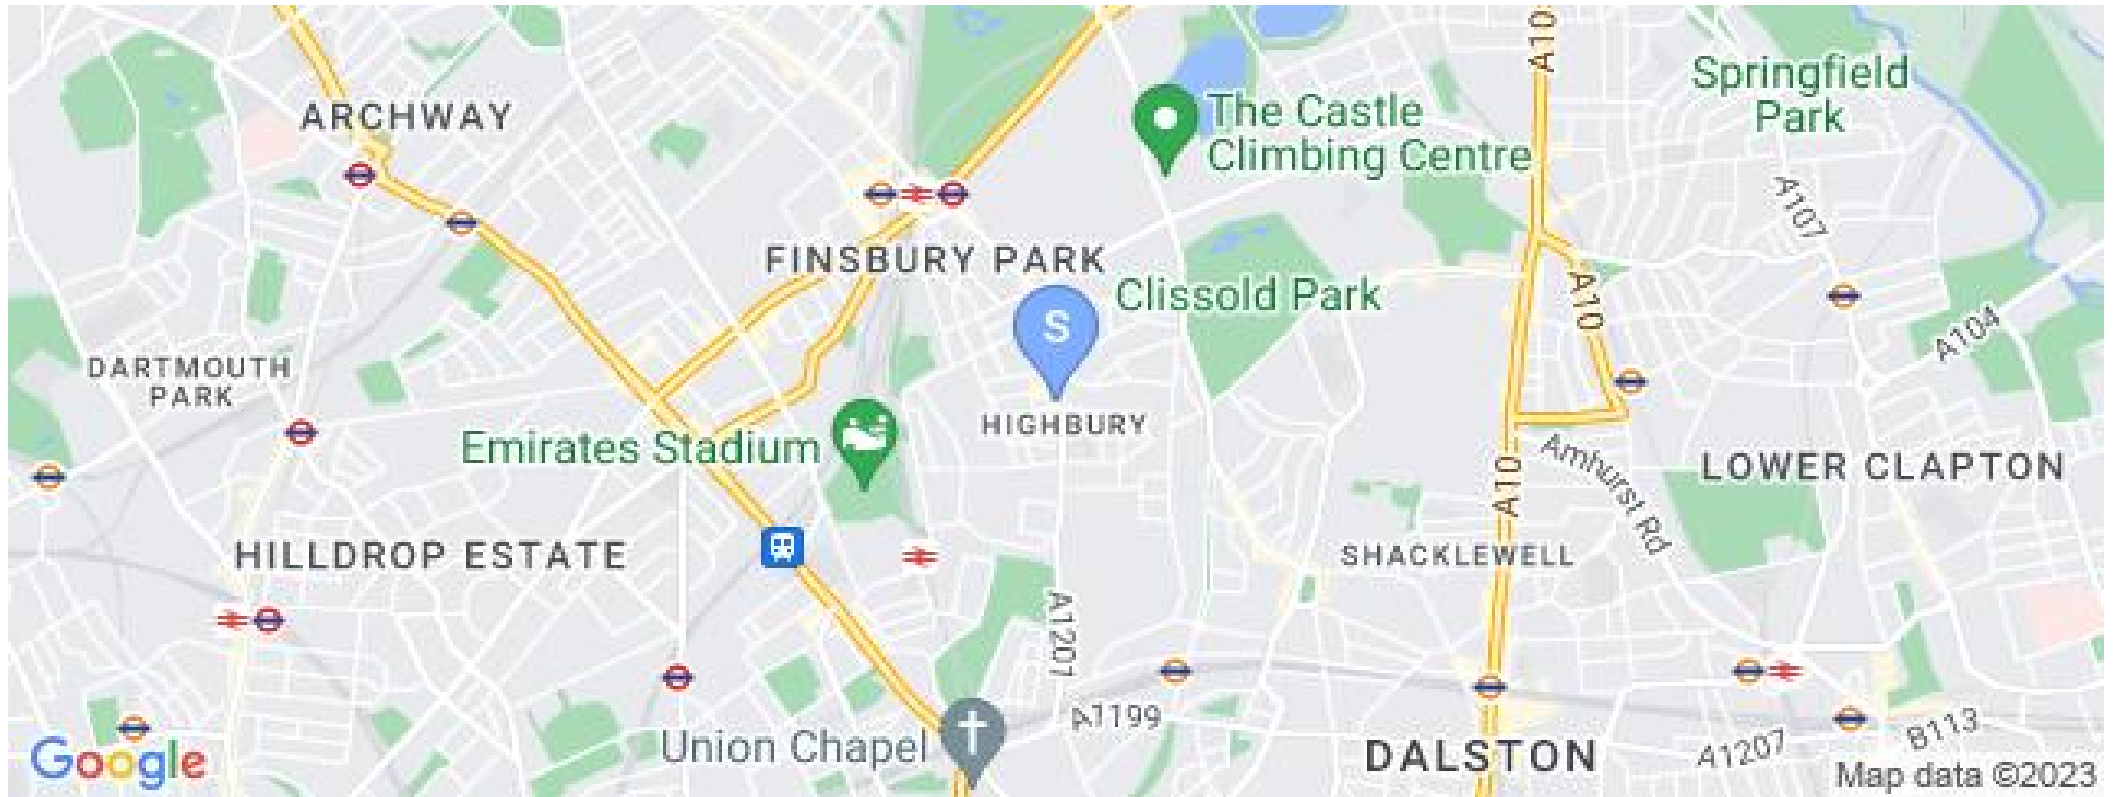 A10
Springfield
Park
ARCHWAY
The Castle
Climbing Centre
A107
FINSBURY PARK
Clissold Park
A10
S
A104
DARTMOUTH
PARK
HIGHBURY
Emirates Stadium
Amhurst Rd
LOWER CLAPTON
A10
HILLDROP ESTATE
SHACKLEWELL
A1201
A1199
Union Chapel
DALSTON
A1207
B113
Google
Map data ©2023